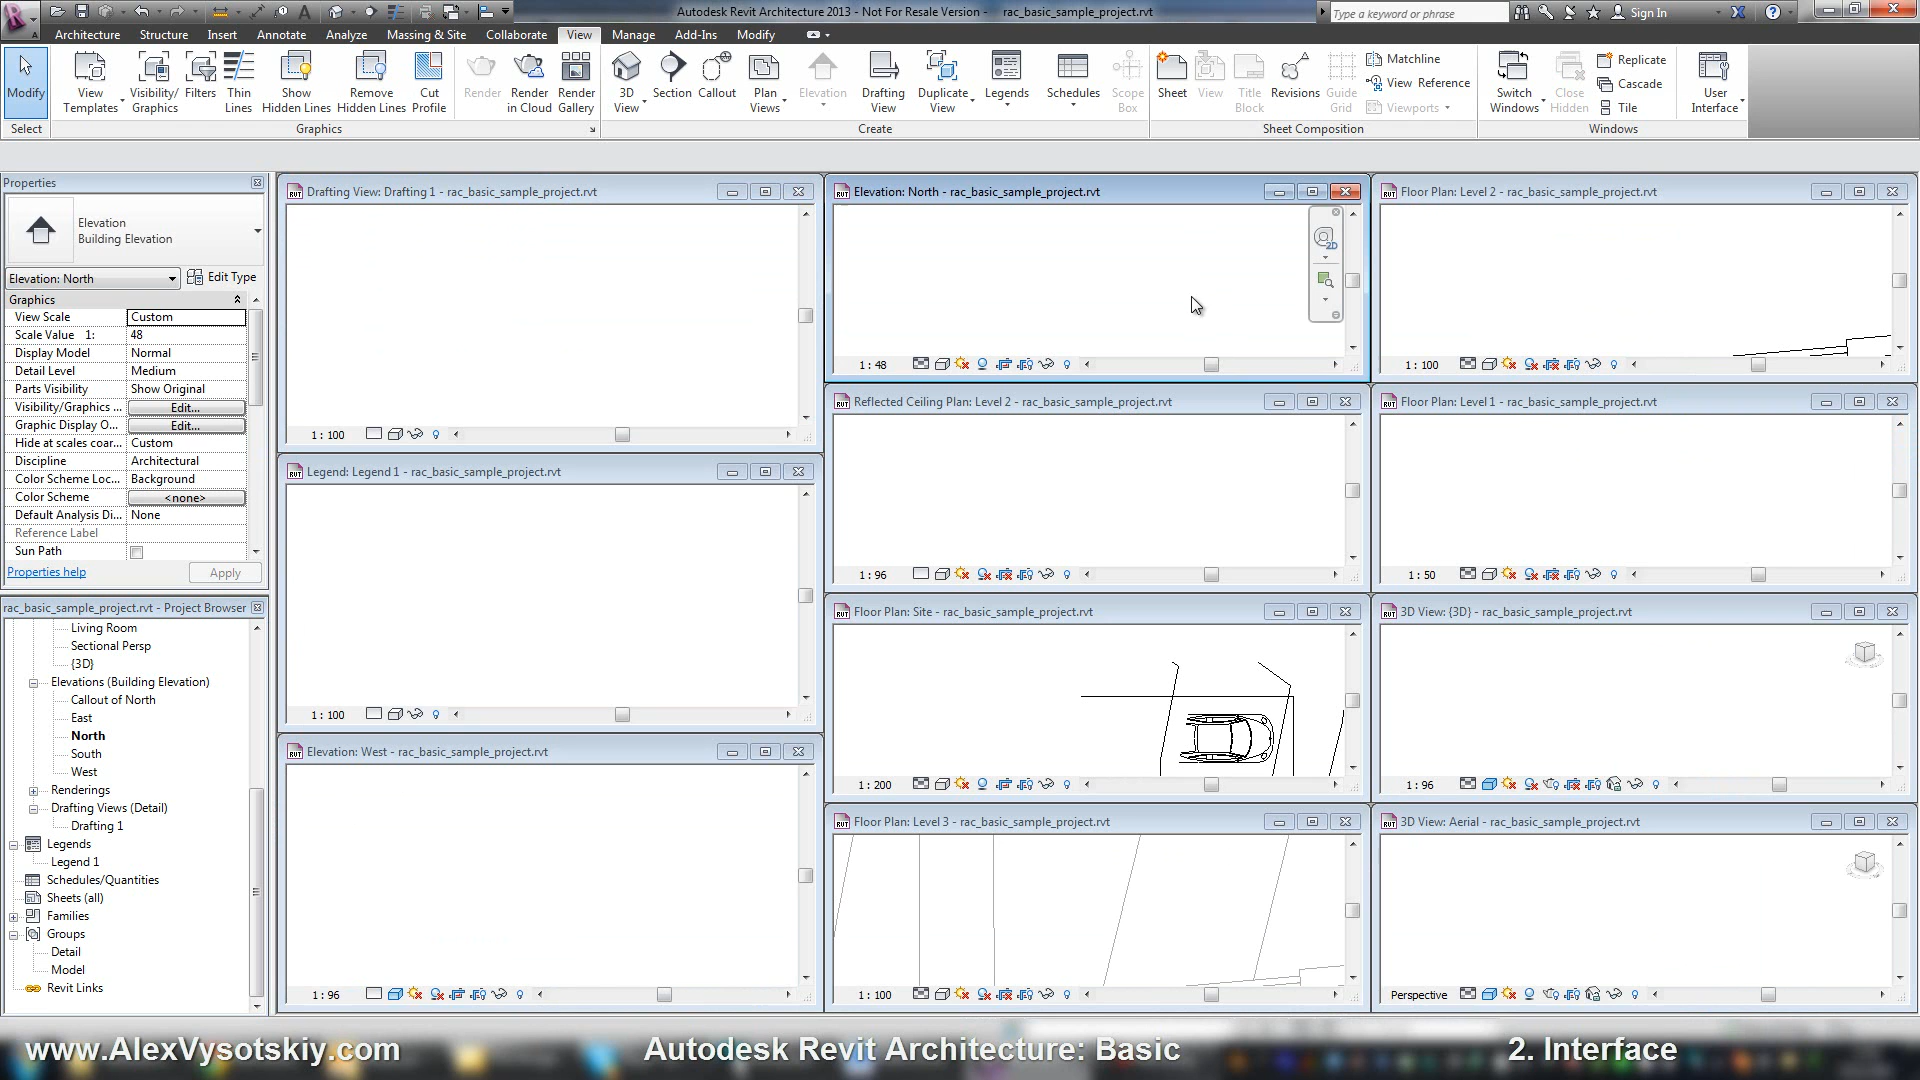 Autodesk Revit Architecture 2013 - Not For Resale Version - rac_basic_sample_project.rvt
Type a keyword or phrase
Sign In
Architecture Structure Insert Annotate Analyze Massing & Site Collaborate View Manage Add-Ins Modify
Modify
View Templates
Visibility/ Graphics
Filters
Thin Lines
Show Hidden Lines
Remove Hidden Lines
Cut Profile
Render
Render in Cloud
Render Gallery
3D View
Section
Callout
Plan Views
Elevation
Drafting View
Duplicate View
Legends
Schedules
Scope Box
Sheet
View
Title Block
Revisions
Guide Grid
Matchline
View Reference
Viewports
Switch Windows
Close Hidden
Replicate
Cascade
Tile
User Interface
Select Graphics Create Sheet Composition Windows
Properties
Elevation
Building Elevation
Elevation: North Edit Type
Graphics
View Scale Custom
Scale Value 1: 48
Display Model Normal
Detail Level Medium
Parts Visibility Show Original
Visibility/Graphics ... Edit...
Graphic Display O... Edit...
Hide at scales coar... Custom
Discipline Architectural
Color Scheme Loc... Background
Color Scheme <none>
Default Analysis Di... None
Reference Label
Sun Path
Properties help Apply
rac_basic_sample_project.rvt - Project Browser
Living Room
Sectional Persp
{3D}
Elevations (Building Elevation)
Callout of North
East
North
South
West
Renderings
Drafting Views (Detail)
Drafting 1
Legends
Legend 1
Schedules/Quantities
Sheets (all)
Families
Groups
Detail
Model
Revit Links
Drafting View: Drafting 1 - rac_basic_sample_project.rvt
1 : 100
Legend: Legend 1 - rac_basic_sample_project.rvt
1 : 100
Elevation: West - rac_basic_sample_project.rvt
1 : 96
Elevation: North - rac_basic_sample_project.rvt
2D
1 : 48
Reflected Ceiling Plan: Level 2 - rac_basic_sample_project.rvt
1 : 96
Floor Plan: Site - rac_basic_sample_project.rvt
1 : 200
Floor Plan: Level 3 - rac_basic_sample_project.rvt
1 : 100
Floor Plan: Level 2 - rac_basic_sample_project.rvt
1 : 100
Floor Plan: Level 1 - rac_basic_sample_project.rvt
1 : 50
3D View: {3D} - rac_basic_sample_project.rvt
1 : 96
3D View: Aerial - rac_basic_sample_project.rvt
Perspective
www.AlexVysotskiy.com Autodesk Revit Architecture: Basic 2. Interface